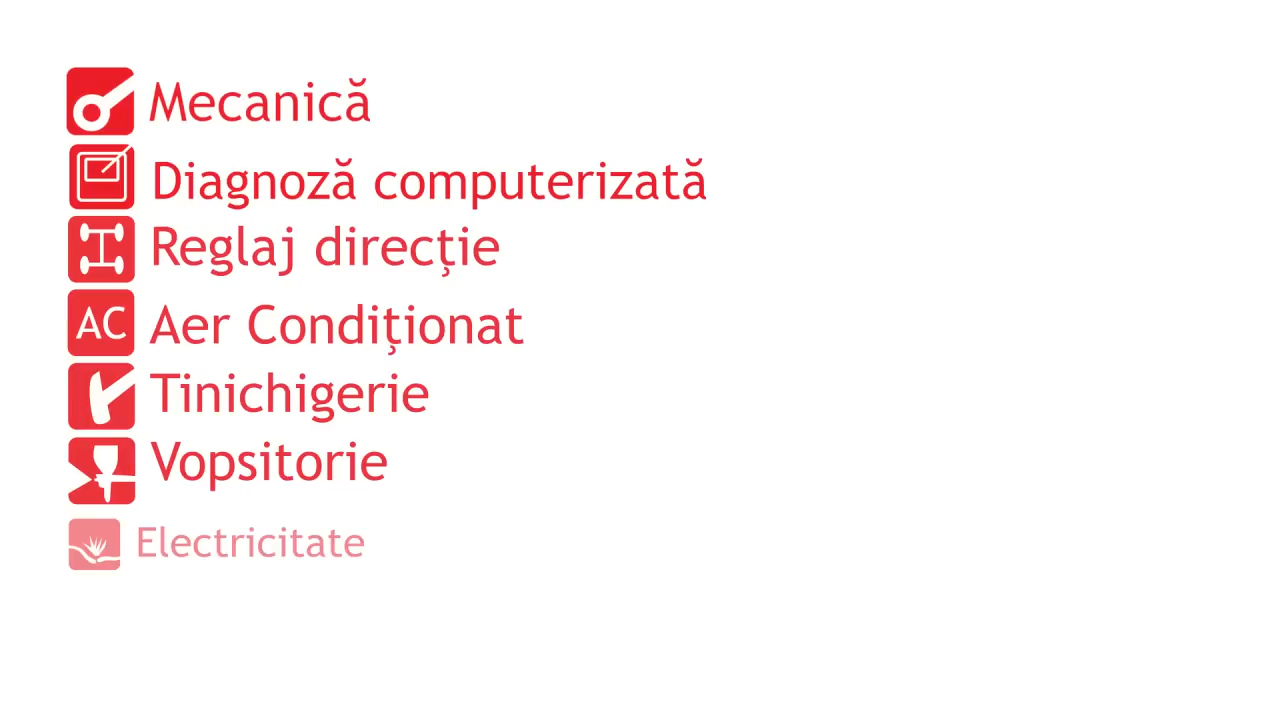 Mecanică
Diagnoză computerizată
Reglaj direcție
AC Aer Condiționat
Tinichigerie
Vopsitorie
Electricitate